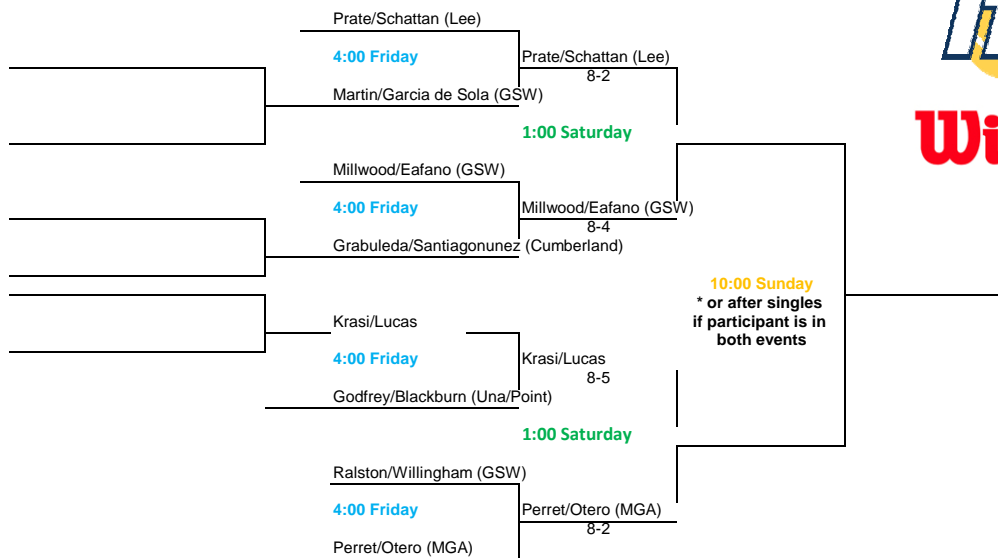 Prate/Schattan (Lee)
4:00 Friday
Prate/Schattan (Lee)
8-2
Martin/Garcia de Sola (GSW)
1:00 Saturday
Millwood/Eafano (GSW)
4:00 Friday
Millwood/Eafano (GSW)
8-4
Grabuleda/Santiagonunez (Cumberland)
10:00 Sunday
* or after singles
if participant is in
both events
Krasi/Lucas
4:00 Friday
Krasi/Lucas
8-5
Godfrey/Blackburn (Una/Point)
1:00 Saturday
Ralston/Willingham (GSW)
4:00 Friday
Perret/Otero (MGA)
8-2
Perret/Otero (MGA)